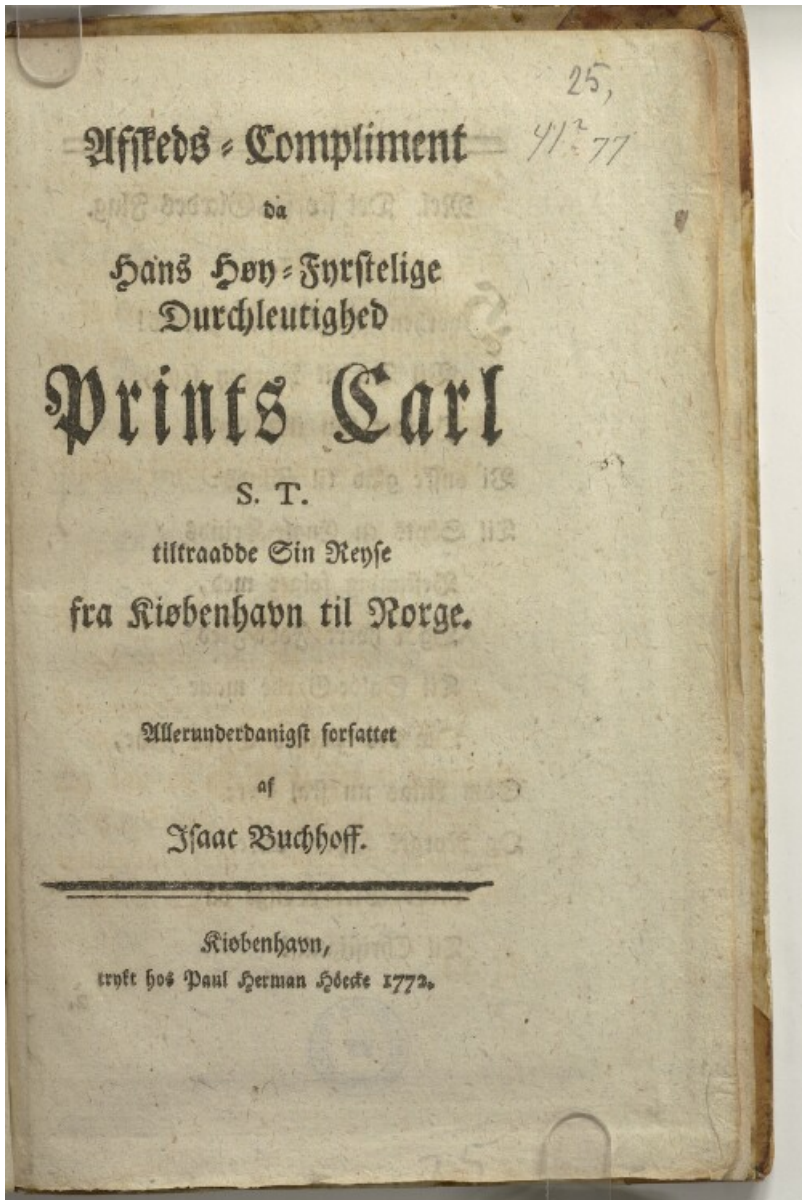 25,
41² 77
Afskeds-Compliment
da
Hans Høy-Fyrstelige
Durchleutighed
Prints Carl
S. T.
tiltraadde Sin Reyse
fra Kiøbenhavn til Norge.
Allerunderdanigst forfattet
af
Isaac Buchhoff.
Kiøbenhavn,
trykt hos Paul Herman Höecke 1772.